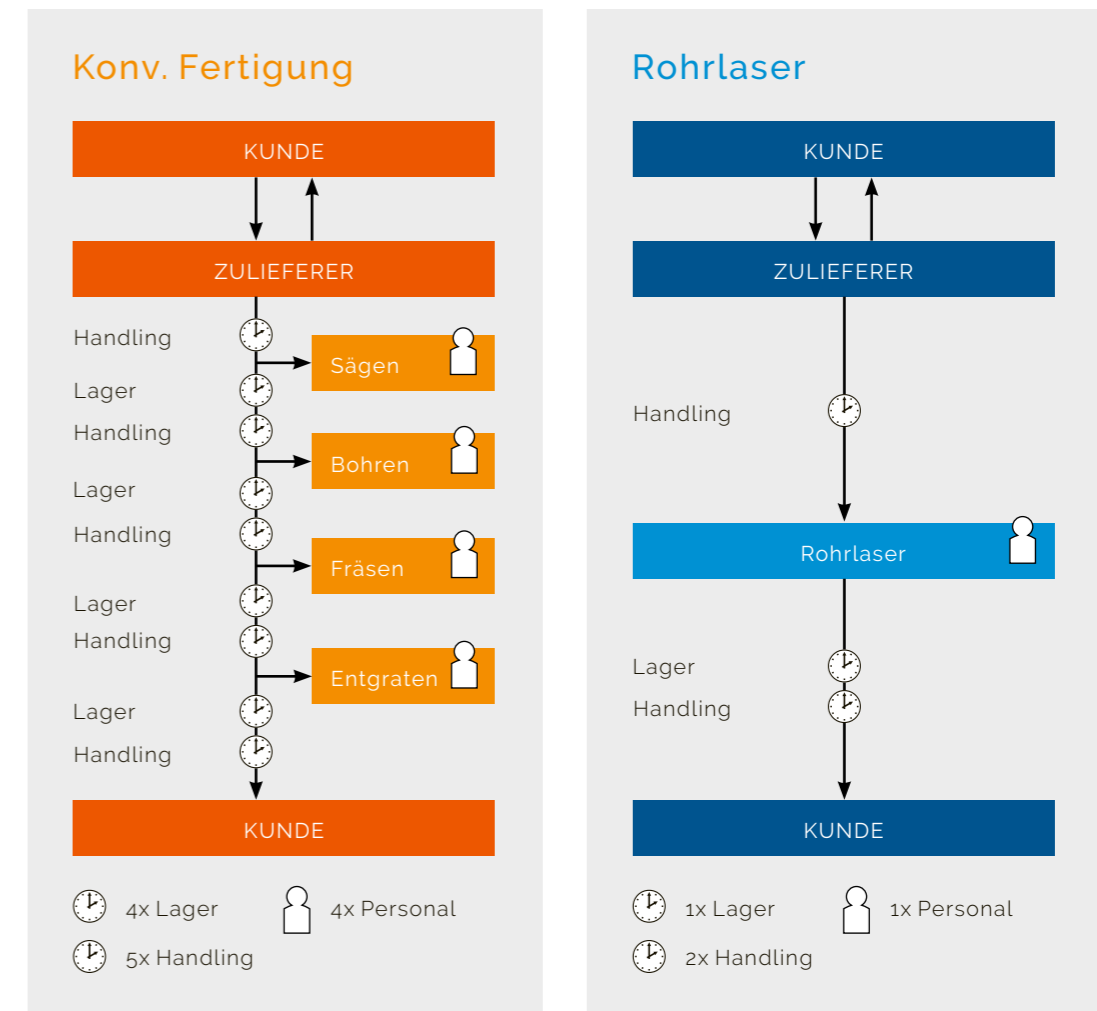 Konv. Fertigung
KUNDE
ZULIEFERER
Handling
Sägen
Lager
Handling
Bohren
Lager
Handling
Fräsen
Lager
Handling
Entgraten
Lager
Handling
KUNDE
4x Lager
4x Personal
5x Handling
Rohrlaser
KUNDE
ZULIEFERER
Handling
Rohrlaser
Lager
Handling
KUNDE
1x Lager
1x Personal
2x Handling